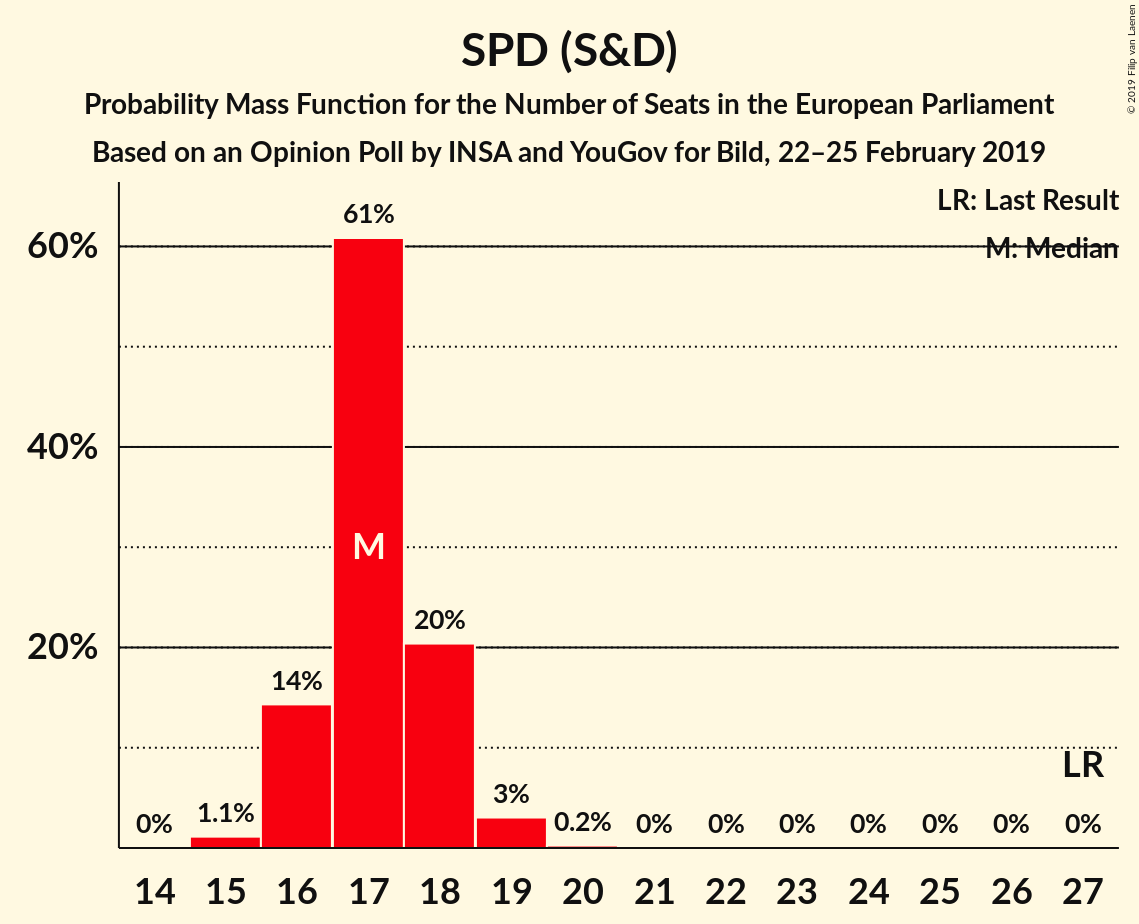 SPD (S&D)
Probability Mass Function for the Number of Seats in the European Parliament
Based on an Opinion Poll by INSA and YouGov for Bild, 22–25 February 2019
© 2019 Filip van Laenen
LR: Last Result
M: Median
61%
60%
40%
M
20%
20%
14%
LR
3%
1.1%
0.2%
0% 0% 0% 0% 0% 0% 0% 0%
14 15 16 17 18 19 20 21 22 23 24 25 26 27